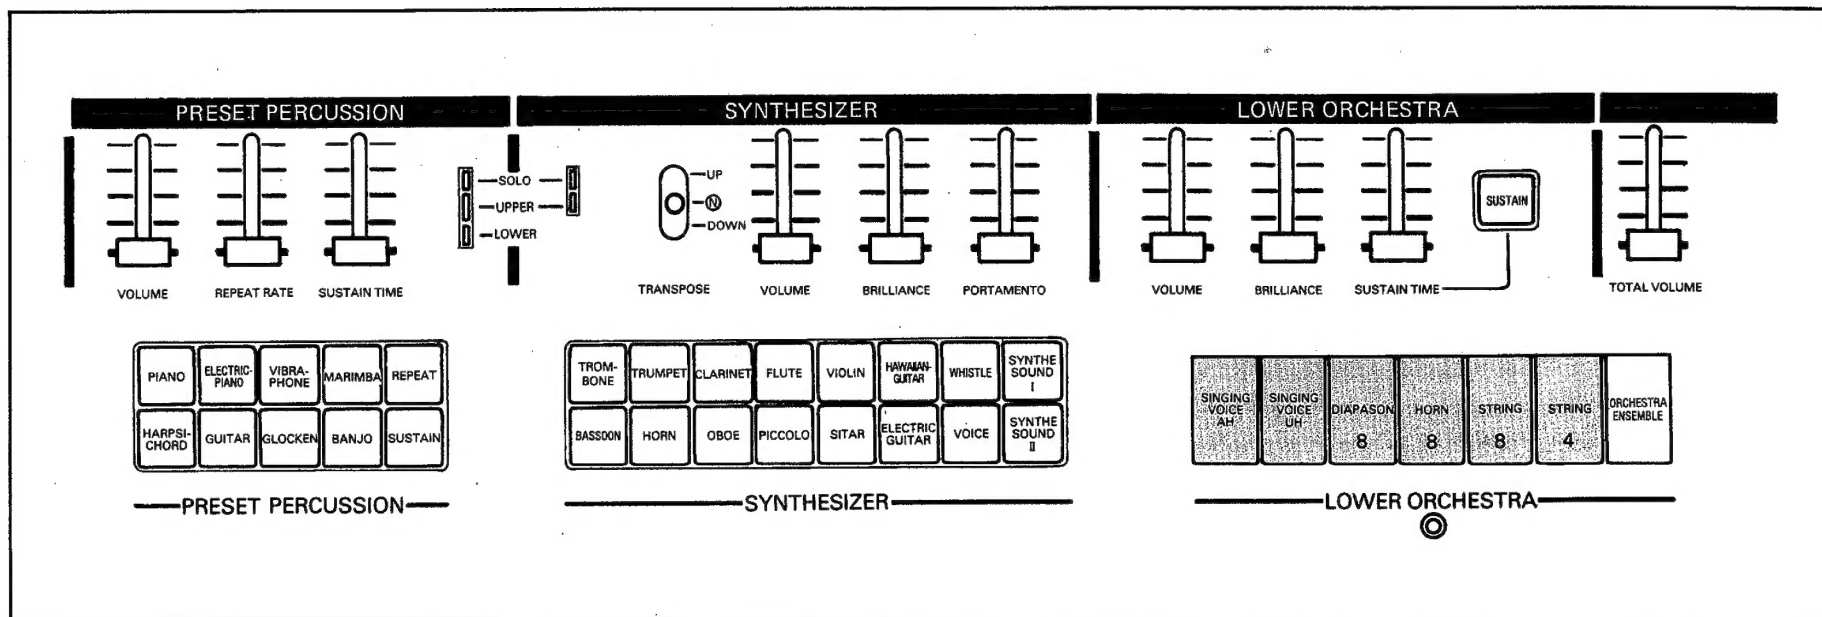 PRESET PERCUSSION
SYNTHESIZER
LOWER ORCHESTRA
SOLO
UPPER
LOWER
UP
N
DOWN
SUSTAIN
VOLUME
REPEAT RATE
SUSTAIN TIME
TRANSPOSE
VOLUME
BRILLIANCE
PORTAMENTO
VOLUME
BRILLIANCE
SUSTAIN TIME
TOTAL VOLUME
PIANO
ELECTRIC-
PIANO
VIBRA-
PHONE
MARIMBA
REPEAT
HARPSI-
CHORD
GUITAR
GLOCKEN
BANJO
SUSTAIN
PRESET PERCUSSION
TROM-
BONE
TRUMPET
CLARINET
FLUTE
VIOLIN
HAWAIIAN-
GUITAR
WHISTLE
SYNTHE
SOUND
I
BASSOON
HORN
OBOE
PICCOLO
SITAR
ELECTRIC
GUITAR
VOICE
SYNTHE
SOUND
II
SYNTHESIZER
SINGING
VOICE
AH
SINGING
VOICE
UH
DIAPASON
8
HORN
8
STRING
8
STRING
4
ORCHESTRA
ENSEMBLE
LOWER ORCHESTRA